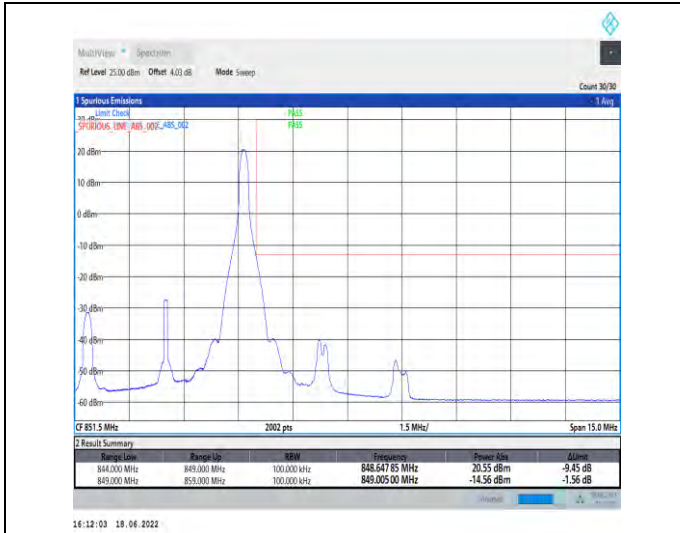 MultiView Spectrum
Ref Level 25.00 dBm Offset 4.03 dB Mode Sweep
Count 30/30
1 Spurious Emissions 1 Avg
Limit Check PASS
PASS
20 dBm
10 dBm
0 dBm
-10 dBm
-20 dBm
-30 dBm
-40 dBm
-50 dBm
-60 dBm
CF 851.5 MHz 2002 pts 1.5 MHz/ Span 15.0 MHz
2 Result Summary
Range Low Range Up RBW Frequency Power Abs ΔLimit
844.000 MHz 849.000 MHz 100.000 kHz 848.64785 MHz 20.55 dBm -9.45 dB
849.000 MHz 859.000 MHz 100.000 kHz 849.00500 MHz -14.56 dBm -1.56 dB
16:12:03 18.06.2022